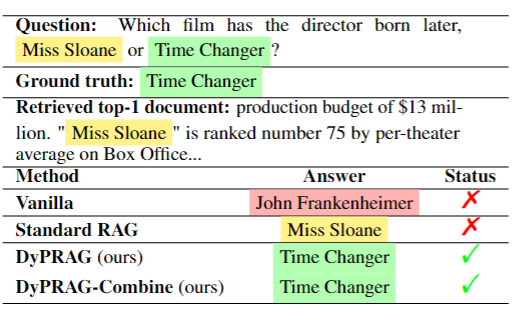 Question: Which film has the director born later,
Miss Sloane or Time Changer ?
Ground truth: Time Changer
Retrieved top-1 document: production budget of $13 mil-
lion. " Miss Sloane " is ranked number 75 by per-theater
average on Box Office...
Method Answer Status
Vanilla John Frankenheimer ✗
Standard RAG Miss Sloane ✗
DyPRAG (ours) Time Changer ✓
DyPRAG-Combine (ours) Time Changer ✓